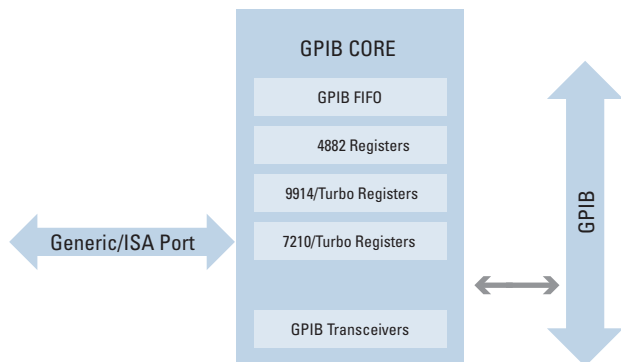 GPIB CORE
GPIB FIFO
4882 Registers
9914/Turbo Registers
7210/Turbo Registers
GPIB Transceivers
Generic/ISA Port
GPIB